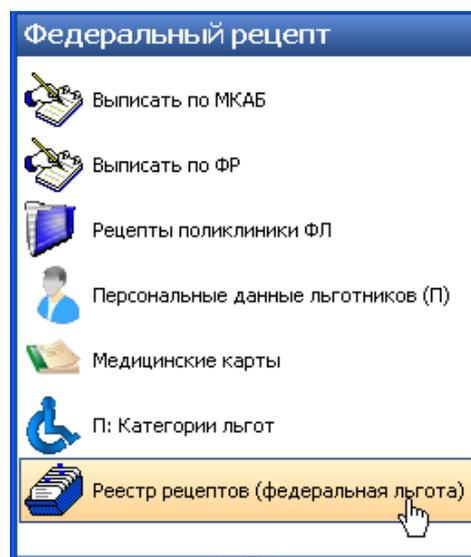 Федеральный рецепт
Выписать по МКАБ
Выписать по ФР
Рецепты поликлиники ФЛ
Персональные данные льготников (П)
Медицинские карты
П: Категории льгот
Реестр рецептов (федеральная льгота)